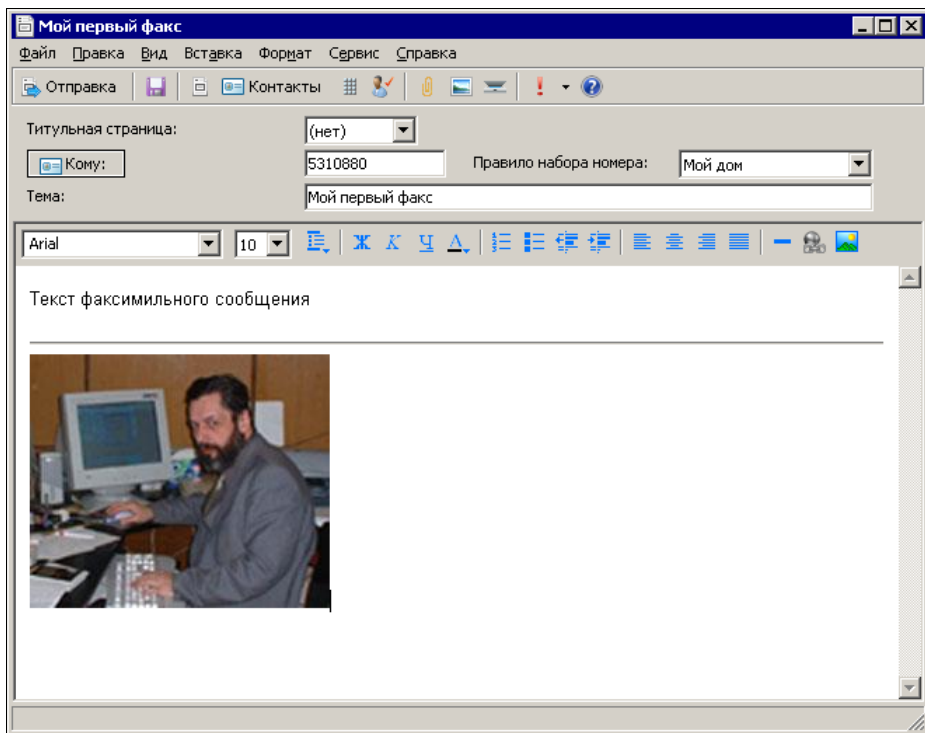 Мой первый факс
Файл Правка Вид Вставка Формат Сервис Справка
Отправка Контакты
Титульная страница: (нет)
Кому: 5310880 Правило набора номера: Мой дом
Тема: Мой первый факс
Arial 10 Ж К Ч А
Текст факсимильного сообщения